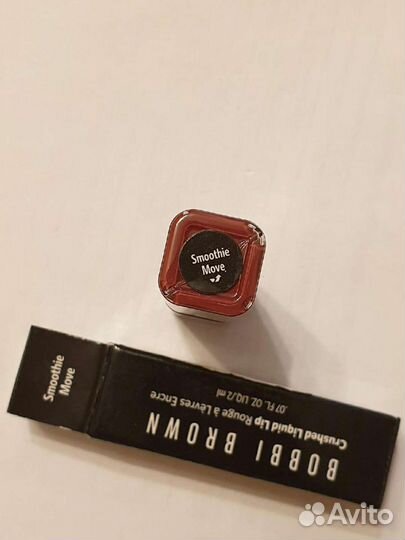 Smoothie
Move
Smoothie
Move
BOBBI BROWN
Crushed Liquid Lip Rouge à Lèvres Encre
.07 FL. OZ. LIQ./2 ml
Avito